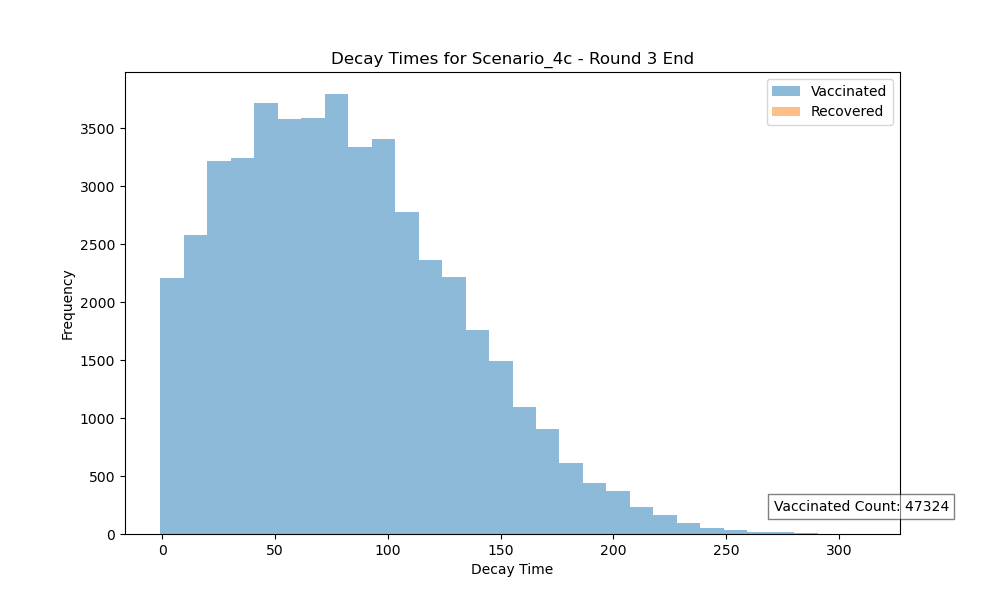 Decay Times for Scenario_4c - Round 3 End
Vaccinated
Recovered
Frequency
3500
3000
2500
2000
1500
1000
500
0
Vaccinated Count: 47324
0
50
100
150
200
250
300
Decay Time